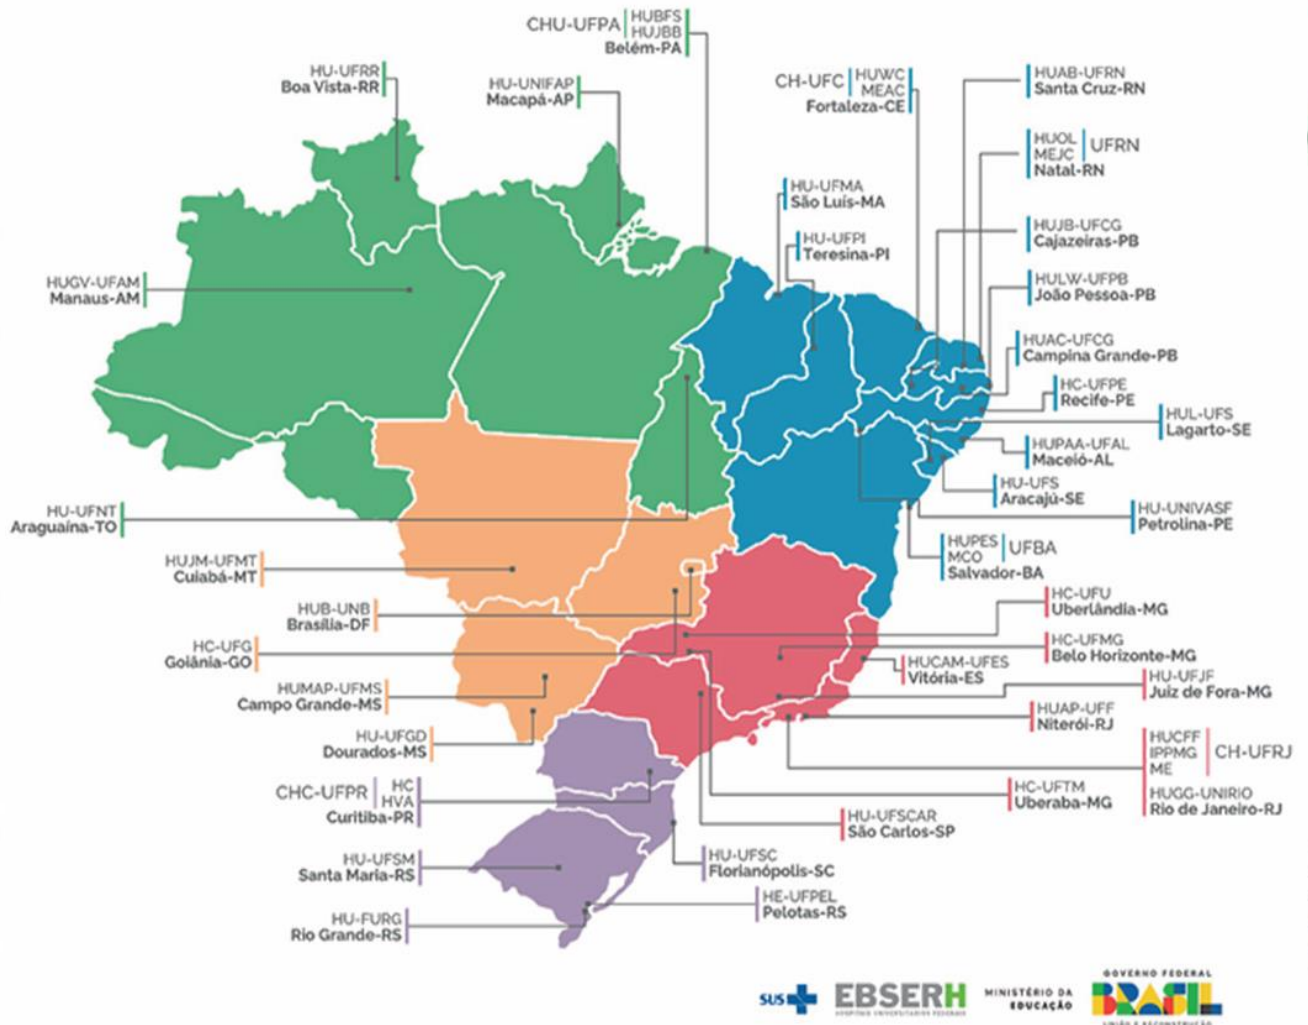 CHU-UFPA
HUBFS
HUJBB
Belém-PA
HU-UFRR
Boa Vista-RR
HU-UNIFAP
Macapá-AP
CH-UFC
HUWC
MEAC
Fortaleza-CE
HUAB-UFRN
Santa Cruz-RN
HUOL
MEJC
UFRN
Natal-RN
HU-UFMA
São Luís-MA
HU-UFPI
Teresina-PI
HUJB-UFCG
Cajazeiras-PB
HULW-UFPB
João Pessoa-PB
HUGV-UFAM
Manaus-AM
HUAC-UFCG
Campina Grande-PB
HC-UFPE
Recife-PE
HUL-UFS
Lagarto-SE
HUPAA-UFAL
Maceió-AL
HU-UFS
Aracajú-SE
HU-UNIVASF
Petrolina-PE
HU-UFNT
Araguaína-TO
HUPES
MCO
UFBA
Salvador-BA
HUJM-UFMT
Cuiabá-MT
HUB-UNB
Brasília-DF
HC-UFU
Uberlândia-MG
HC-UFG
Goiânia-GO
HC-UFMG
Belo Horizonte-MG
HUCAM-UFES
Vitória-ES
HU-UFJF
Juiz de Fora-MG
HUMAP-UFMS
Campo Grande-MS
HUAP-UFF
Niterói-RJ
HU-UFGD
Dourados-MS
HUCFF
IPPMG
ME
CH-UFRJ
HUGG-UNIRIO
Rio de Janeiro-RJ
CHC-UFPR
HC
HVA
Curitiba-PR
HC-UFTM
Uberaba-MG
HU-UFSCAR
São Carlos-SP
HU-UFSM
Santa Maria-RS
HU-UFSC
Florianópolis-SC
HE-UFPEL
Pelotas-RS
HU-FURG
Rio Grande-RS
SUS
EBSERH
HOSPITAIS UNIVERSITÁRIOS FEDERAIS
MINISTÉRIO DA
EDUCAÇÃO
GOVERNO FEDERAL
BRASIL
UNIÃO E RECONSTRUÇÃO